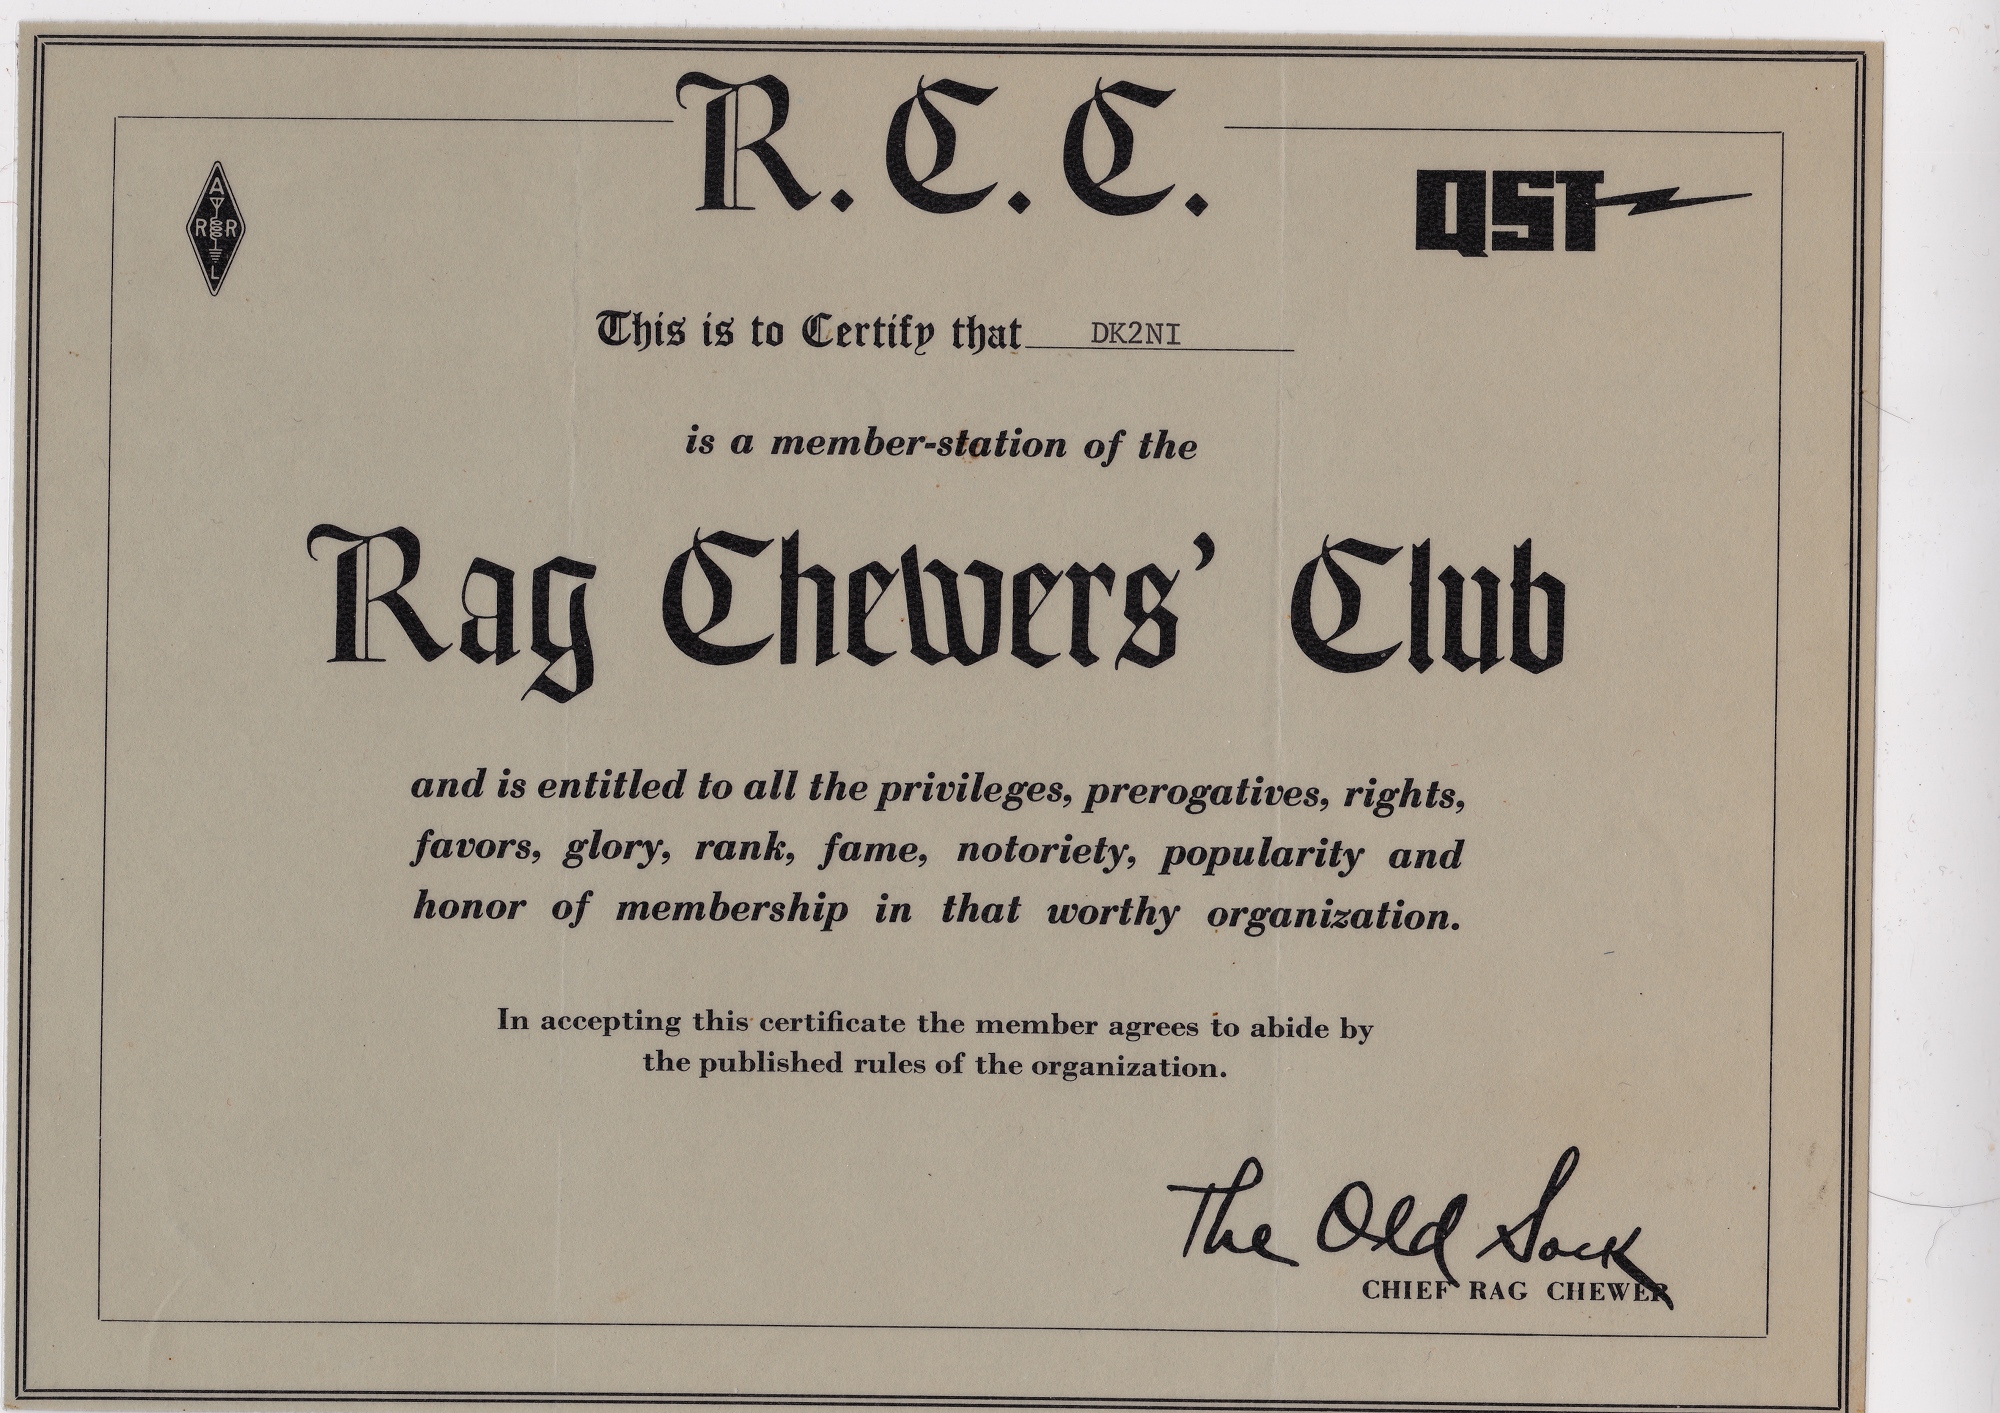 R. C. C.
A
R R
L
QST
This is to Certify that DK2NI
is a member-station of the
Rag Chewers' Club
and is entitled to all the privileges, prerogatives, rights,
favors, glory, rank, fame, notoriety, popularity and
honor of membership in that worthy organization.
In accepting this certificate the member agrees to abide by
the published rules of the organization.
The Old Sock
CHIEF RAG CHEWER